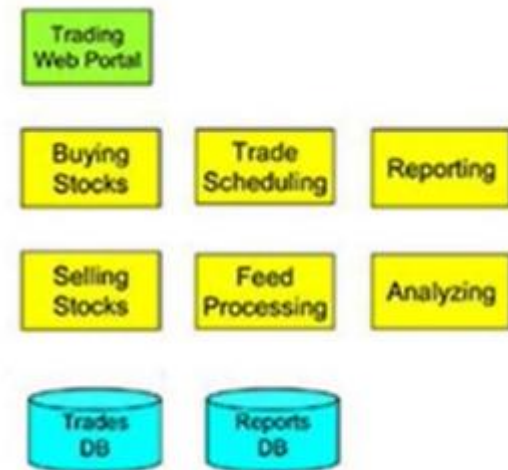 Trading
Web Portal
Buying
Stocks
Trade
Scheduling
Reporting
Selling
Stocks
Feed
Processing
Analyzing
Trades
DB
Reports
DB